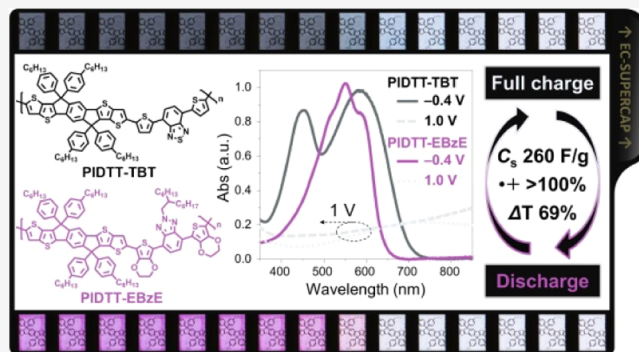 ↑ EC-SUPERCAP ↑
C₆H₁₃
C₆H₁₃
C₆H₁₃
C₆H₁₃
S
S
S
S
S
S
N
S
N
n
PIDTT-TBT
C₆H₁₃
C₈H₁₇
C₆H₁₃
C₆H₁₃
C₆H₁₃
C₆H₁₃
N
N
N
S
S
S
S
S
S
O
O
O
O
n
PIDTT-EBzE
Abs (a.u.)
1.0
0.8
0.6
0.4
0.2
0.0
400
500
600
700
800
Wavelength (nm)
PIDTT-TBT
−0.4 V
1.0 V
PIDTT-EBzE
−0.4 V
1.0 V
1 V
Full charge
Cₛ 260 F/g
•+ >100%
ΔT 69%
Discharge